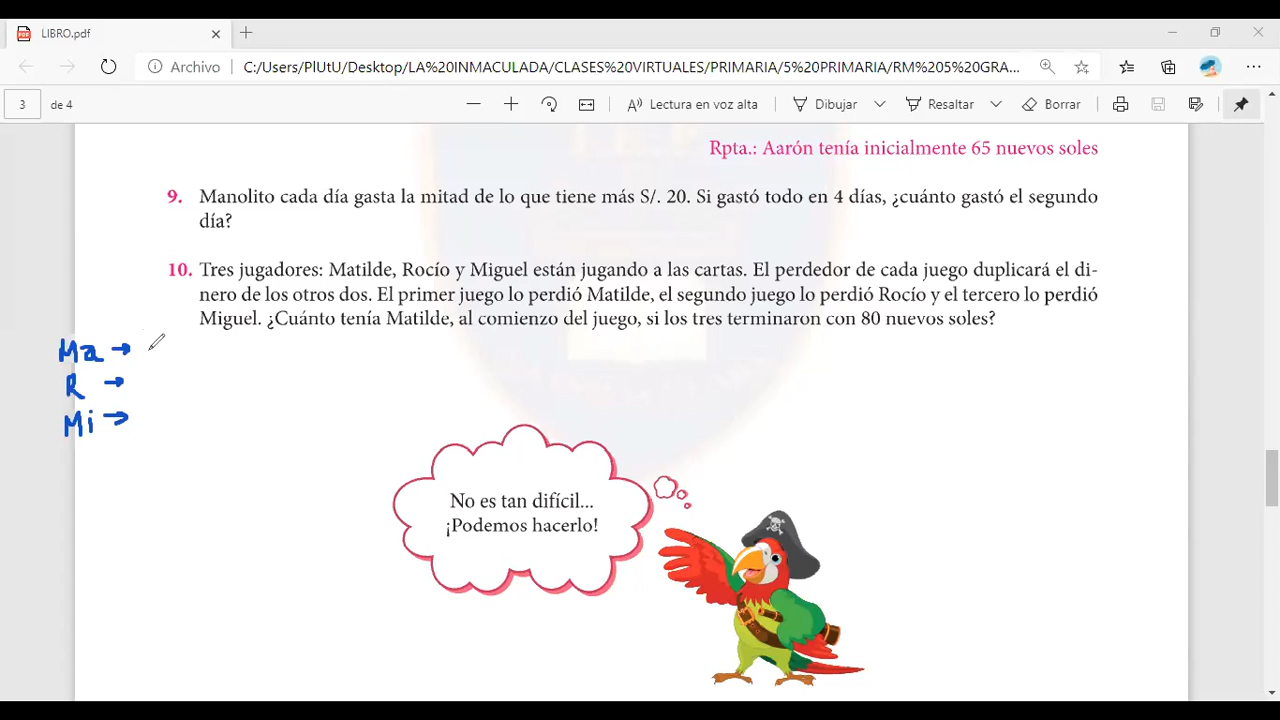 LIBRO.pdf
Archivo C:/Users/PlUtU/Desktop/LA%20INMACULADA/CLASES%20VIRTUALES/PRIMARIA/5%20PRIMARIA/RM%205%20GRA...
3 de 4 Lectura en voz alta Dibujar Resaltar Borrar
Rpta.: Aarón tenía inicialmente 65 nuevos soles
9. Manolito cada día gasta la mitad de lo que tiene más S/. 20. Si gastó todo en 4 días, ¿cuánto gastó el segundo
día?
10. Tres jugadores: Matilde, Rocío y Miguel están jugando a las cartas. El perdedor de cada juego duplicará el di-
nero de los otros dos. El primer juego lo perdió Matilde, el segundo juego lo perdió Rocío y el tercero lo perdió
Miguel. ¿Cuánto tenía Matilde, al comienzo del juego, si los tres terminaron con 80 nuevos soles?
Ma →
R →
Mi →
No es tan difícil...
¡Podemos hacerlo!